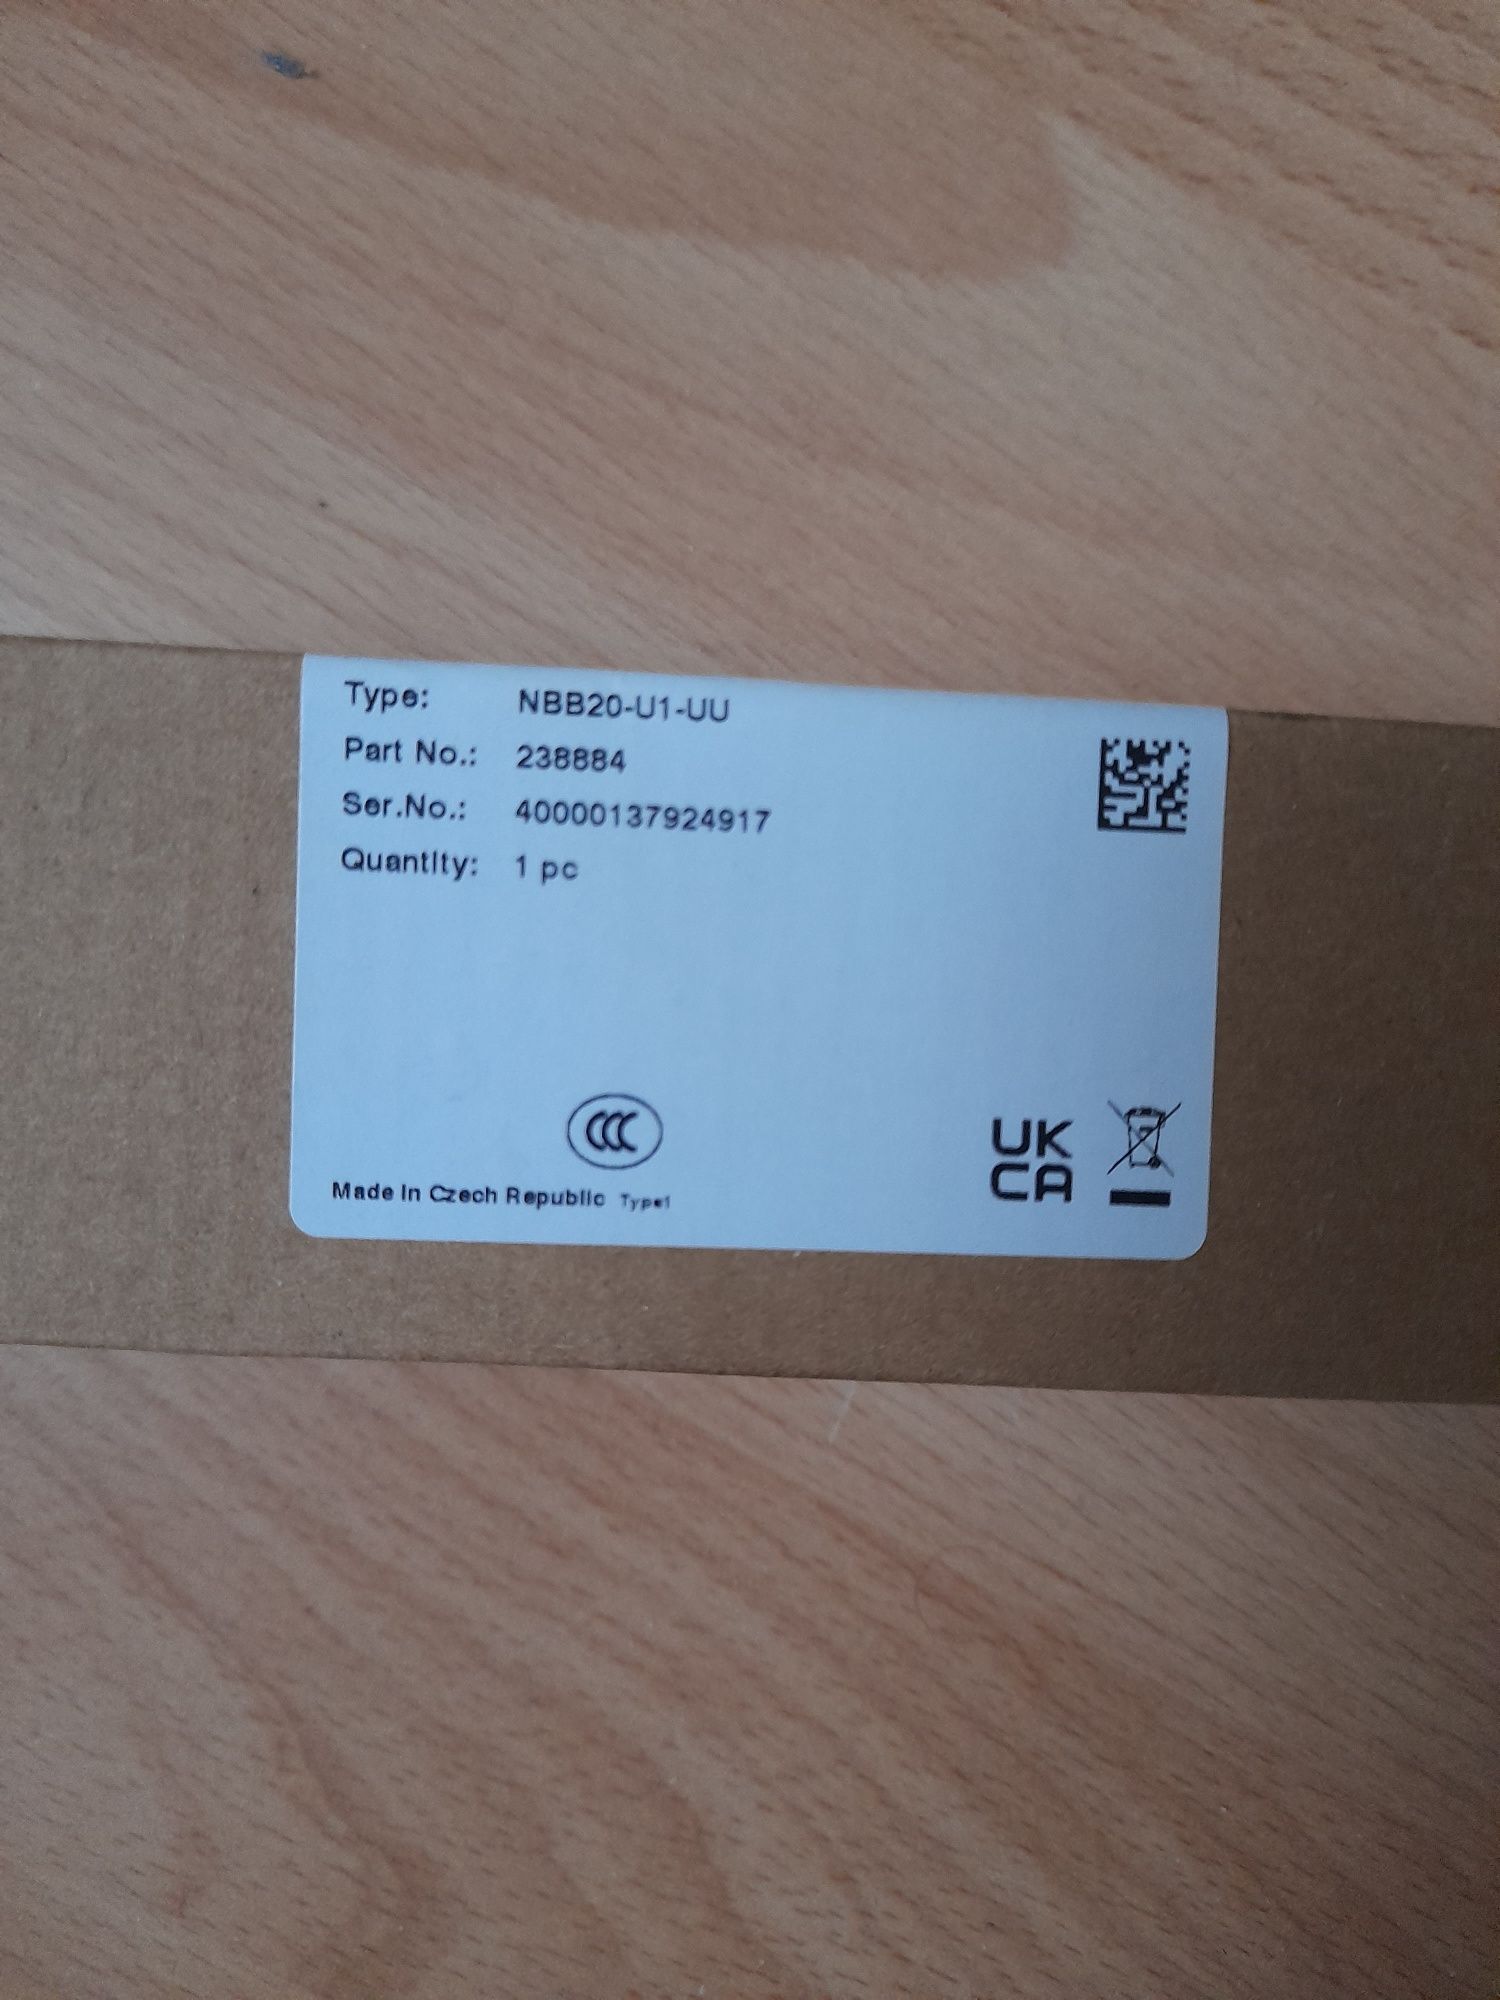 Type: NBB20-U1-UU
Part No.: 238884
Ser.No.: 40000137924917
Quantity: 1 pc
CCC
UK
CA
Made in Czech Republic Type1